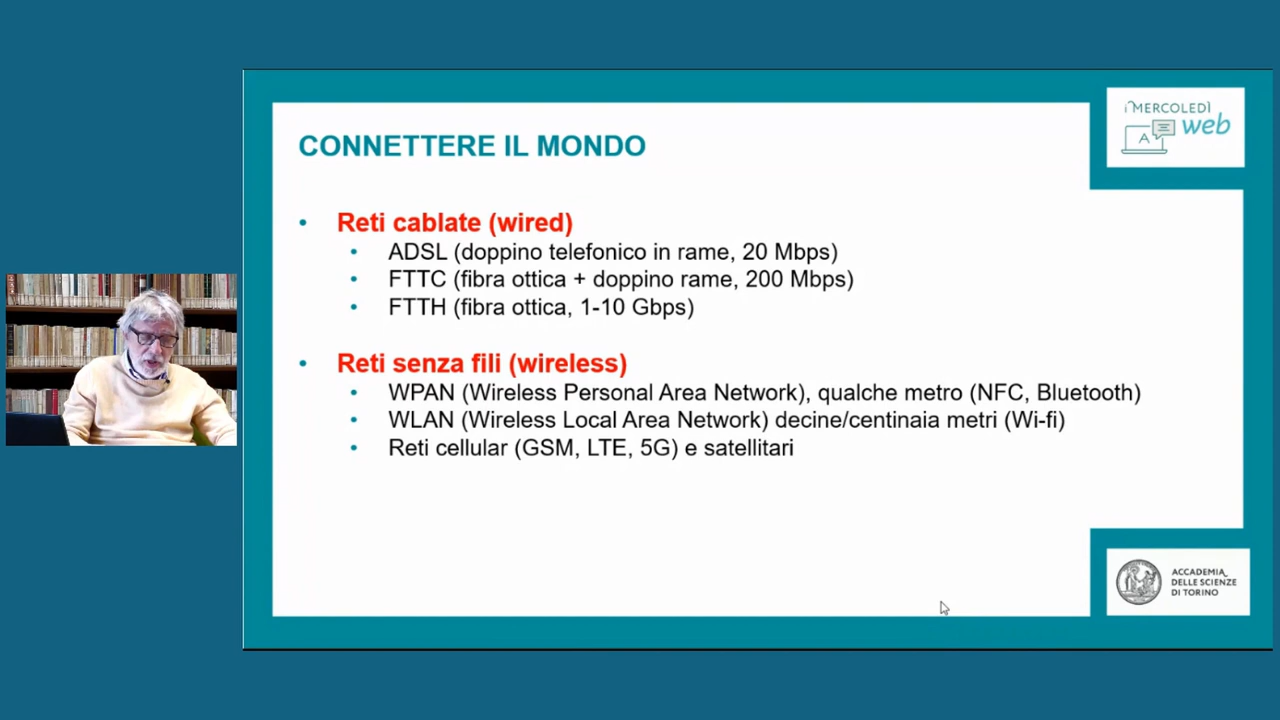 CONNETTERE IL MONDO
i MERCOLEDÌ
web
A
• Reti cablate (wired)
• ADSL (doppino telefonico in rame, 20 Mbps)
• FTTC (fibra ottica + doppino rame, 200 Mbps)
• FTTH (fibra ottica, 1-10 Gbps)
• Reti senza fili (wireless)
• WPAN (Wireless Personal Area Network), qualche metro (NFC, Bluetooth)
• WLAN (Wireless Local Area Network) decine/centinaia metri (Wi-fi)
• Reti cellular (GSM, LTE, 5G) e satellitari
ACCADEMIA
DELLE SCIENZE
DI TORINO